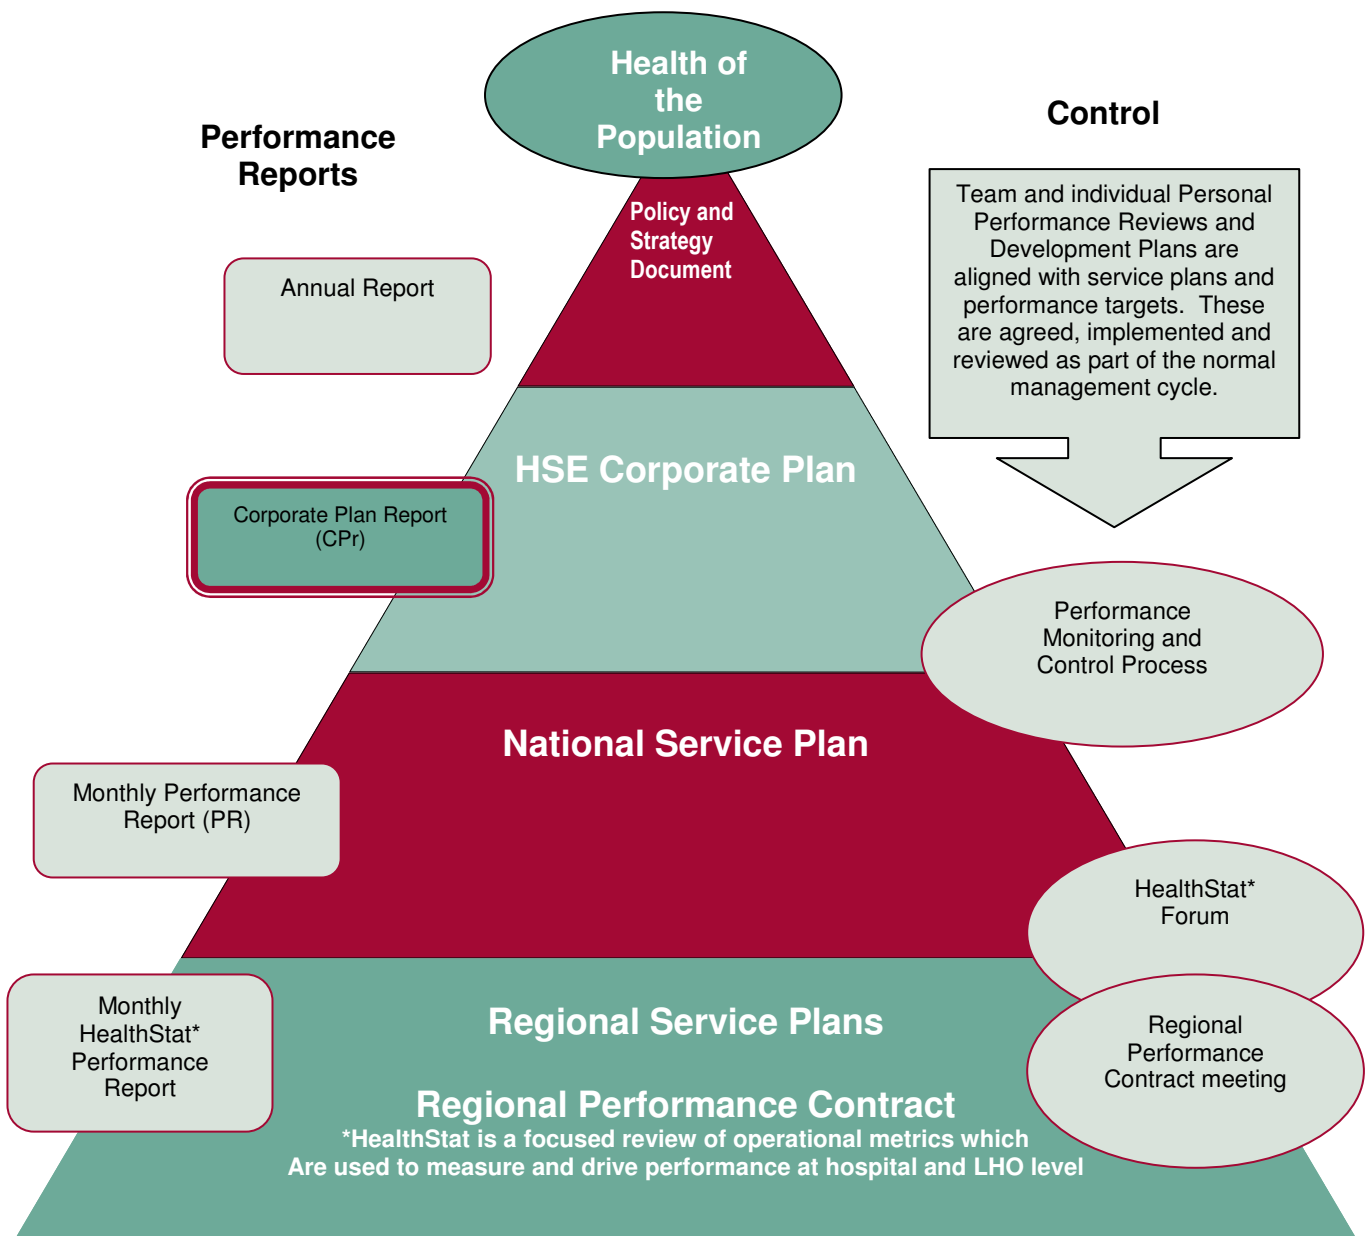 Health of
the
Population
Performance
Reports
Control
Policy and
Strategy
Document
Team and individual Personal
Performance Reviews and
Development Plans are
aligned with service plans and
performance targets.  These
are agreed, implemented and
reviewed as part of the normal
management cycle.
Annual Report
HSE Corporate Plan
Corporate Plan Report
(CPr)
Performance
Monitoring and
Control Process
National Service Plan
Monthly Performance
Report (PR)
HealthStat*
Forum
Monthly
HealthStat*
Performance
Report
Regional Service Plans
Regional
Performance
Contract meeting
Regional Performance Contract
*HealthStat is a focused review of operational metrics which
Are used to measure and drive performance at hospital and LHO level